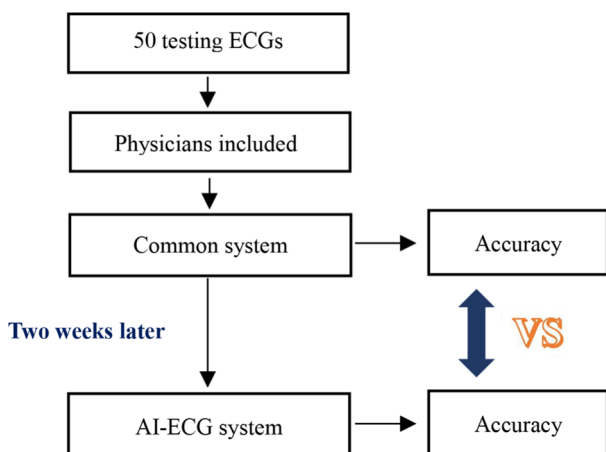 50 testing ECGs
Physicians included
Common system
Accuracy
Two weeks later
VS
AI-ECG system
Accuracy